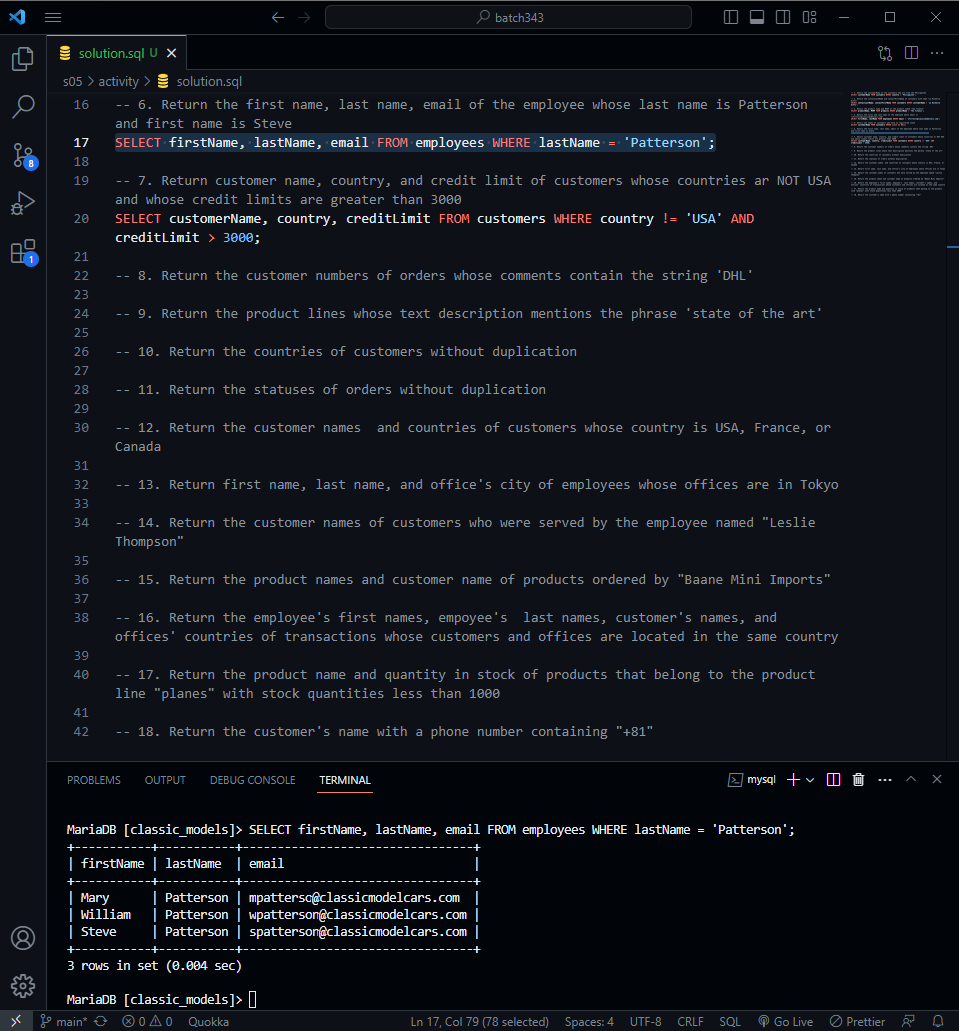 batch343
solution.sql U
s05 > activity > solution.sql
16 -- 6. Return the first name, last name, email of the employee whose last name is Patterson
and first name is Steve
17 SELECT firstName, lastName, email FROM employees WHERE lastName = 'Patterson';
18
19 -- 7. Return customer name, country, and credit limit of customers whose countries ar NOT USA
and whose credit limits are greater than 3000
20 SELECT customerName, country, creditLimit FROM customers WHERE country != 'USA' AND
creditLimit > 3000;
21
22 -- 8. Return the customer numbers of orders whose comments contain the string 'DHL'
23
24 -- 9. Return the product lines whose text description mentions the phrase 'state of the art'
25
26 -- 10. Return the countries of customers without duplication
27
28 -- 11. Return the statuses of orders without duplication
29
30 -- 12. Return the customer names  and countries of customers whose country is USA, France, or
Canada
31
32 -- 13. Return first name, last name, and office's city of employees whose offices are in Tokyo
33
34 -- 14. Return the customer names of customers who were served by the employee named "Leslie
Thompson"
35
36 -- 15. Return the product names and customer name of products ordered by "Baane Mini Imports"
37
38 -- 16. Return the employee's first names, empoyee's  last names, customer's names, and
offices' countries of transactions whose customers and offices are located in the same country
39
40 -- 17. Return the product name and quantity in stock of products that belong to the product
line "planes" with stock quantities less than 1000
41
42 -- 18. Return the customer's name with a phone number containing "+81"
8
1
PROBLEMS OUTPUT DEBUG CONSOLE TERMINAL mysql
MariaDB [classic_models]> SELECT firstName, lastName, email FROM employees WHERE lastName = 'Patterson';
+-----------+-----------+-----------------------------+
| firstName | lastName  | email                       |
+-----------+-----------+-----------------------------+
| Mary      | Patterson | mpatterso@classicmodelcars.com  |
| William   | Patterson | wpatterson@classicmodelcars.com |
| Steve     | Patterson | spatterson@classicmodelcars.com |
+-----------+-----------+-----------------------------+
3 rows in set (0.004 sec)
MariaDB [classic_models]>
main* 0 0 Quokka Ln 17, Col 79 (78 selected) Spaces: 4 UTF-8 CRLF SQL Go Live Prettier